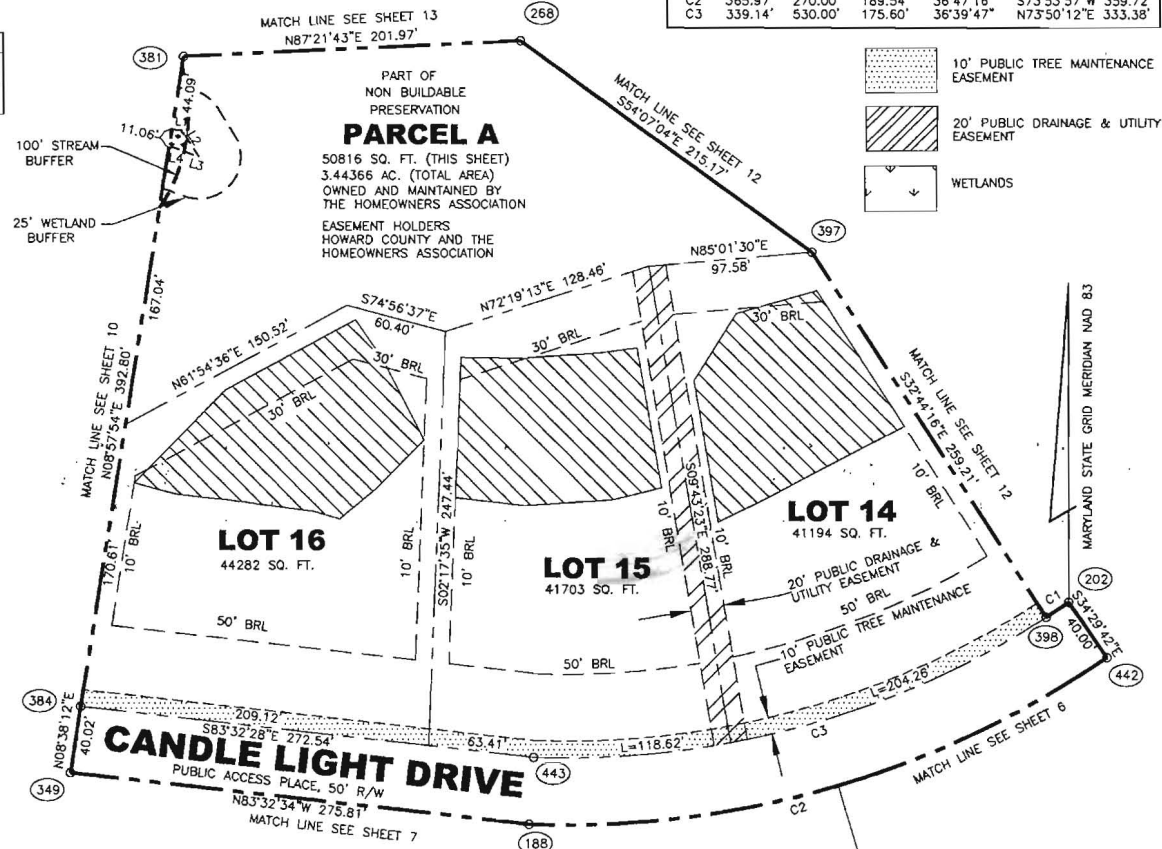 C2 365.97' 270.00' 189.54' 36°47'16" S73°53'57"W 359.72'
C3 339.14' 530.00' 175.60' 36°39'47" N73°50'12"E 333.38'
MATCH LINE SEE SHEET 13
N87°21'43"E 201.97'
268
381
10' PUBLIC TREE MAINTENANCE
EASEMENT
20' PUBLIC DRAINAGE & UTILITY
EASEMENT
WETLANDS
PART OF
NON BUILDABLE
PRESERVATION
PARCEL A
50816 SQ. FT. (THIS SHEET)
3.44366 AC. (TOTAL AREA)
OWNED AND MAINTAINED BY
THE HOMEOWNERS ASSOCIATION
EASEMENT HOLDERS
HOWARD COUNTY AND THE
HOMEOWNERS ASSOCIATION
44.09'
11.06'
L3
L4
100' STREAM
BUFFER
25' WETLAND
BUFFER
MATCH LINE SEE SHEET 12
S54°07'04"E 215.17'
397
N85°01'30"E
97.58'
N72°19'13"E 128.46'
S74°56'37"E
60.40'
N61°54'36"E 150.52'
167.04'
MATCH LINE SEE SHEET 10
N08°57'54"E 392.80'
170.61'
30' BRL
30' BRL
30' BRL
30' BRL
MATCH LINE SEE SHEET 12
S32°44'16"E 259.21'
MARYLAND STATE GRID MERIDIAN NAD 83
LOT 16
44282 SQ. FT.
10' BRL
10' BRL
50' BRL
S02°17'35"W 247.44'
LOT 15
41703 SQ. FT.
10' BRL
10' BRL
50' BRL
S09°43'23"E 288.77'
LOT 14
41194 SQ. FT.
10' BRL
10' BRL
50' BRL
20' PUBLIC DRAINAGE &
UTILITY EASEMENT
10' PUBLIC TREE MAINTENANCE
EASEMENT
C1
202
398
S34°29'42"E
40.00'
442
384
N08°38'12"E
40.02'
349
209.12'
S83°32'28"E 272.54'
63.41'
443
L=118.62'
L=204.26'
C3
CANDLE LIGHT DRIVE
PUBLIC ACCESS PLACE, 50' R/W
N83°32'34"W 275.81'
MATCH LINE SEE SHEET 7
188
C2
MATCH LINE SEE SHEET 6